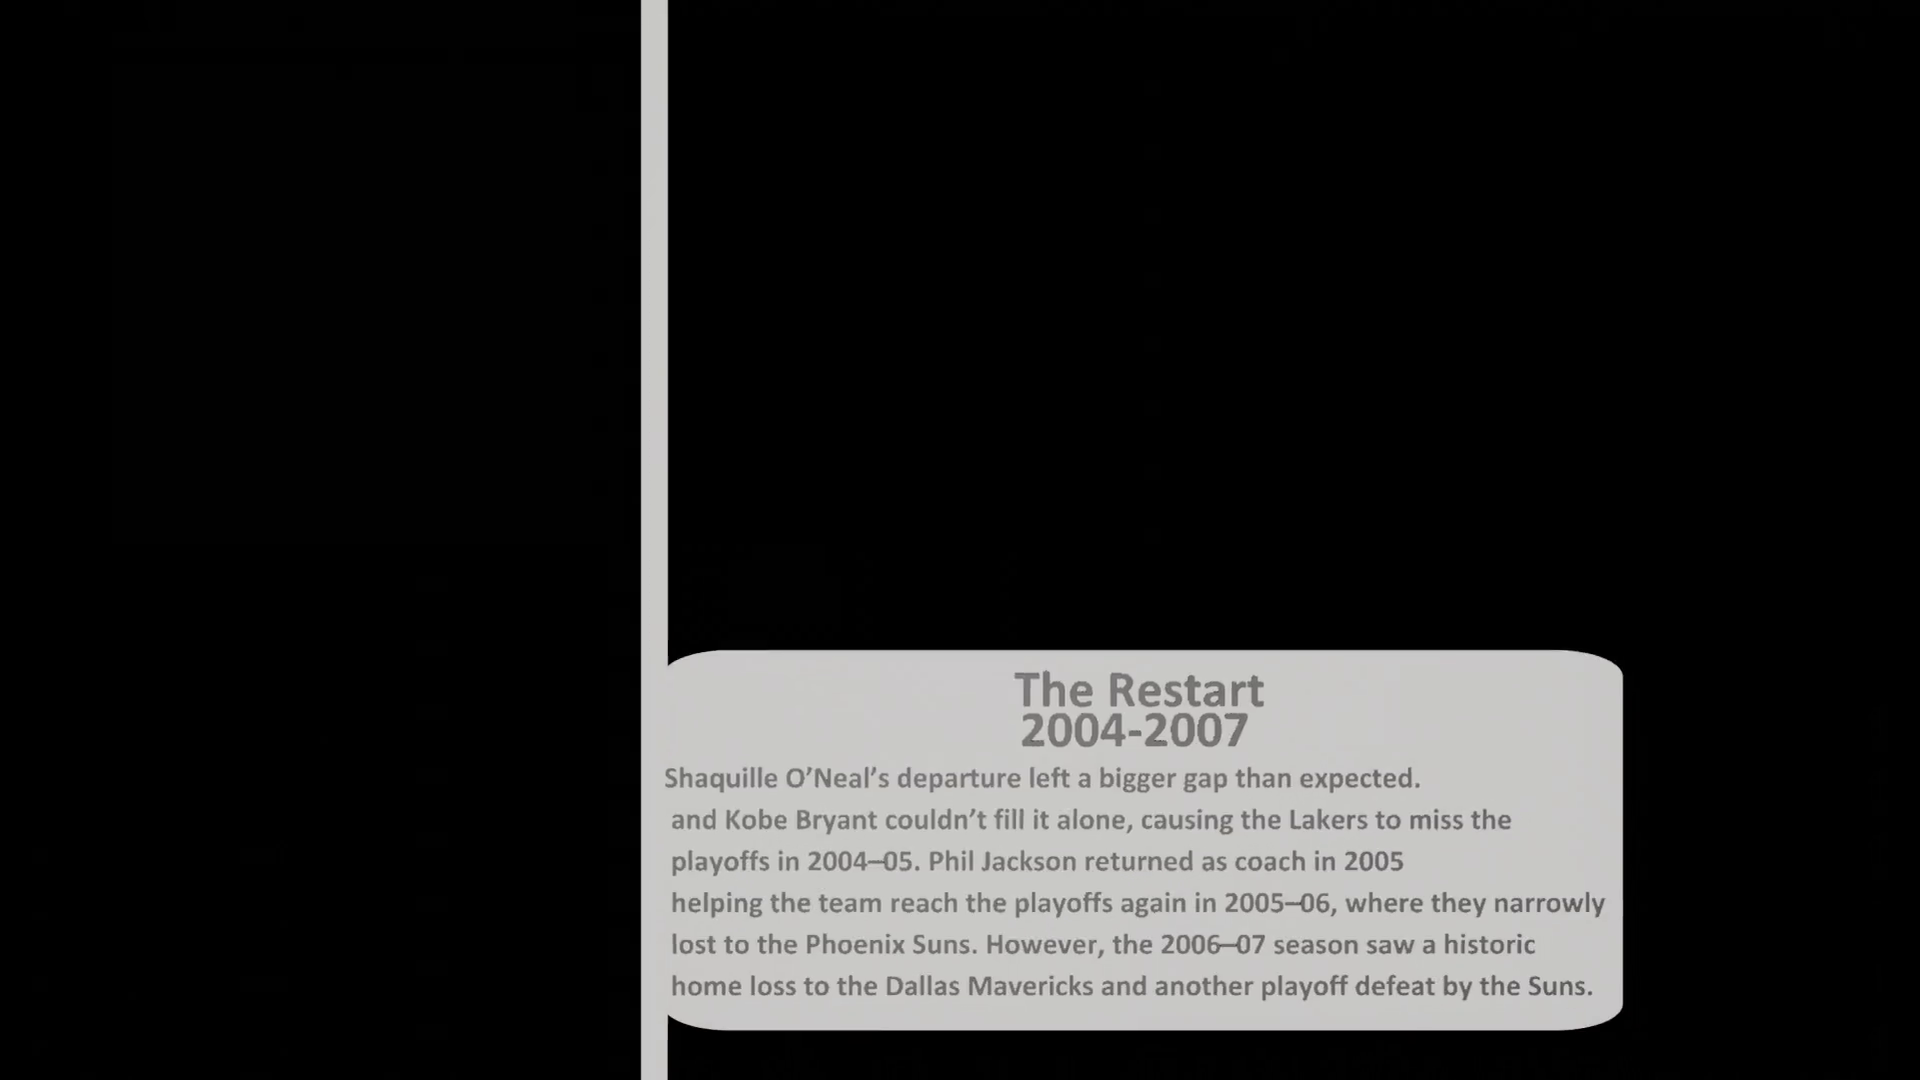 The Restart
2004-2007
Shaquille O’Neal’s departure left a bigger gap than expected.
and Kobe Bryant couldn’t fill it alone, causing the Lakers to miss the
playoffs in 2004–05. Phil Jackson returned as coach in 2005
helping the team reach the playoffs again in 2005–06, where they narrowly
lost to the Phoenix Suns. However, the 2006–07 season saw a historic
home loss to the Dallas Mavericks and another playoff defeat by the Suns.